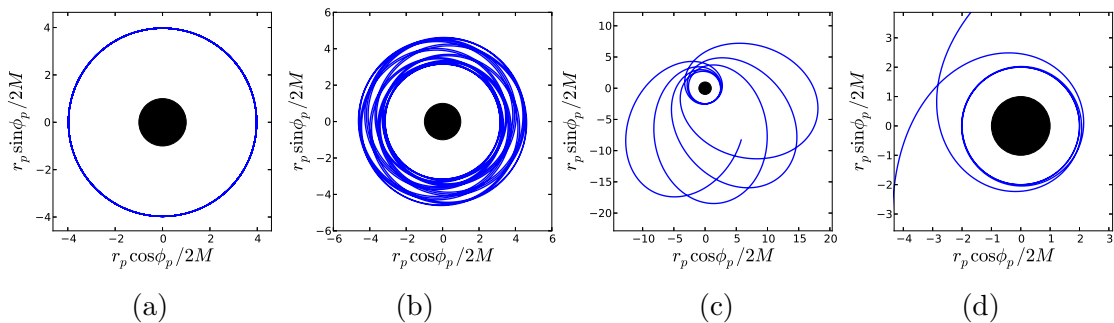 4
2
0
−2
−4
−4 −2 0 2 4
r_p cosϕ_p/2M
r_p sinϕ_p/2M
(a)
6
4
2
0
−2
−4
−6
−6 −4 −2 0 2 4 6
r_p cosϕ_p/2M
r_p sinϕ_p/2M
(b)
10
5
0
−5
−10
−15
−20
−10 −5 0 5 10 15 20
r_p cosϕ_p/2M
r_p sinϕ_p/2M
(c)
3
2
1
0
−1
−2
−3
−4 −3 −2 −1 0 1 2 3
r_p cosϕ_p/2M
r_p sinϕ_p/2M
(d)